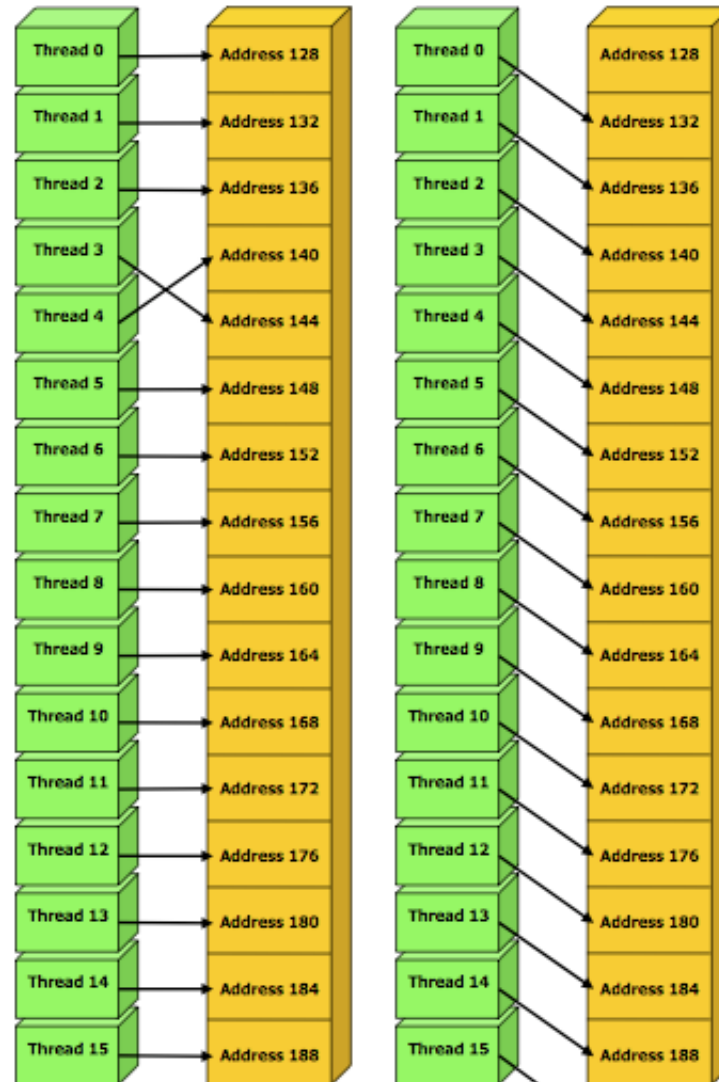 Thread 0
Address 128
Thread 1
Address 132
Thread 2
Address 136
Thread 3
Address 140
Thread 4
Address 144
Thread 5
Address 148
Thread 6
Address 152
Thread 7
Address 156
Thread 8
Address 160
Thread 9
Address 164
Thread 10
Address 168
Thread 11
Address 172
Thread 12
Address 176
Thread 13
Address 180
Thread 14
Address 184
Thread 15
Address 188
Thread 0
Address 128
Thread 1
Address 132
Thread 2
Address 136
Thread 3
Address 140
Thread 4
Address 144
Thread 5
Address 148
Thread 6
Address 152
Thread 7
Address 156
Thread 8
Address 160
Thread 9
Address 164
Thread 10
Address 168
Thread 11
Address 172
Thread 12
Address 176
Thread 13
Address 180
Thread 14
Address 184
Thread 15
Address 188